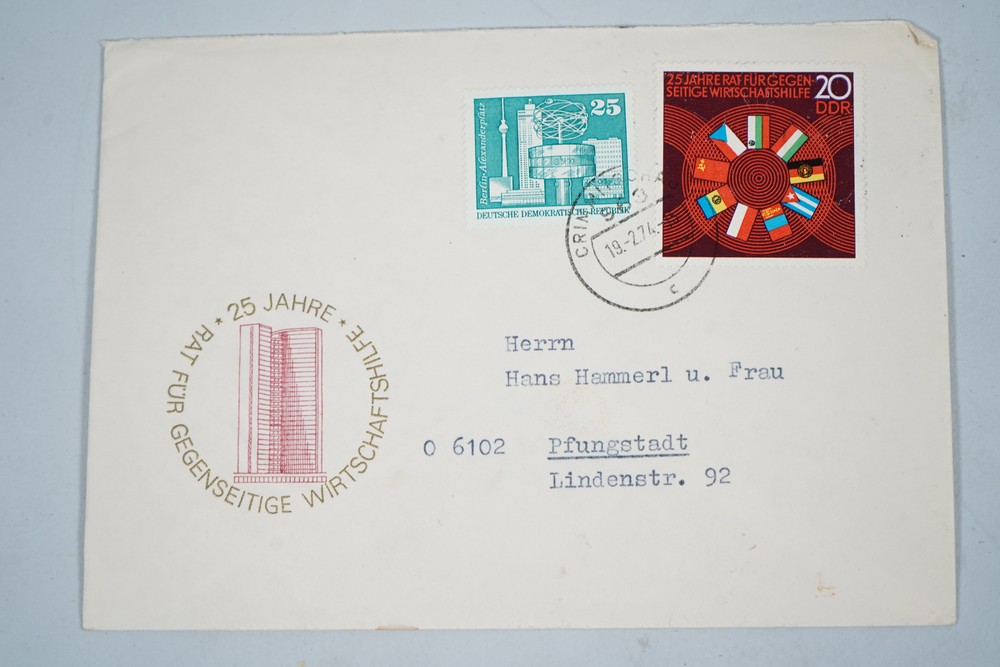 25 JAHRE RAT FÜR GEGEN-
SEITIGE WIRTSCHAFTSHILFE
20
DDR
25
Berlin-Alexanderplatz
DEUTSCHE DEMOKRATISCHE REPUBLIK
19.-2.74.-
c
* 25 JAHRE * RAT FÜR GEGENSEITIGE WIRTSCHAFTSHILFE
Herrn
Hans Hammerl u. Frau
O 6102 Pfungstadt
Lindenstr. 92